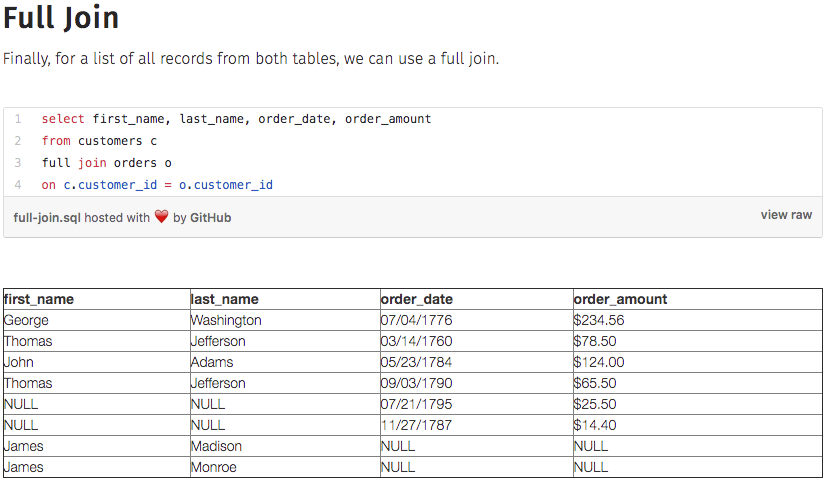 Full Join
Finally, for a list of all records from both tables, we can use a full join.
1 select first_name, last_name, order_date, order_amount
2 from customers c
3 full join orders o
4 on c.customer_id = o.customer_id
full-join.sql hosted with ❤ by GitHub view raw
first_name last_name order_date order_amount
George Washington 07/04/1776 $234.56
Thomas Jefferson 03/14/1760 $78.50
John Adams 05/23/1784 $124.00
Thomas Jefferson 09/03/1790 $65.50
NULL NULL 07/21/1795 $25.50
NULL NULL 11/27/1787 $14.40
James Madison NULL NULL
James Monroe NULL NULL